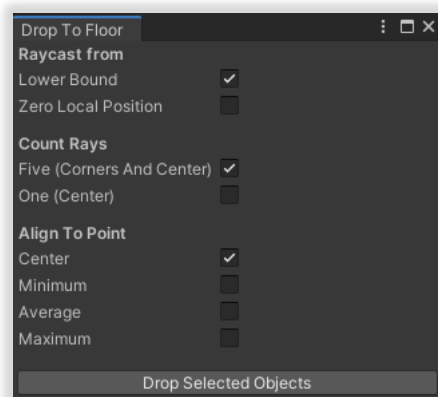 Drop To Floor
Raycast from
Lower Bound
Zero Local Position
Count Rays
Five (Corners And Center)
One (Center)
Align To Point
Center
Minimum
Average
Maximum
Drop Selected Objects